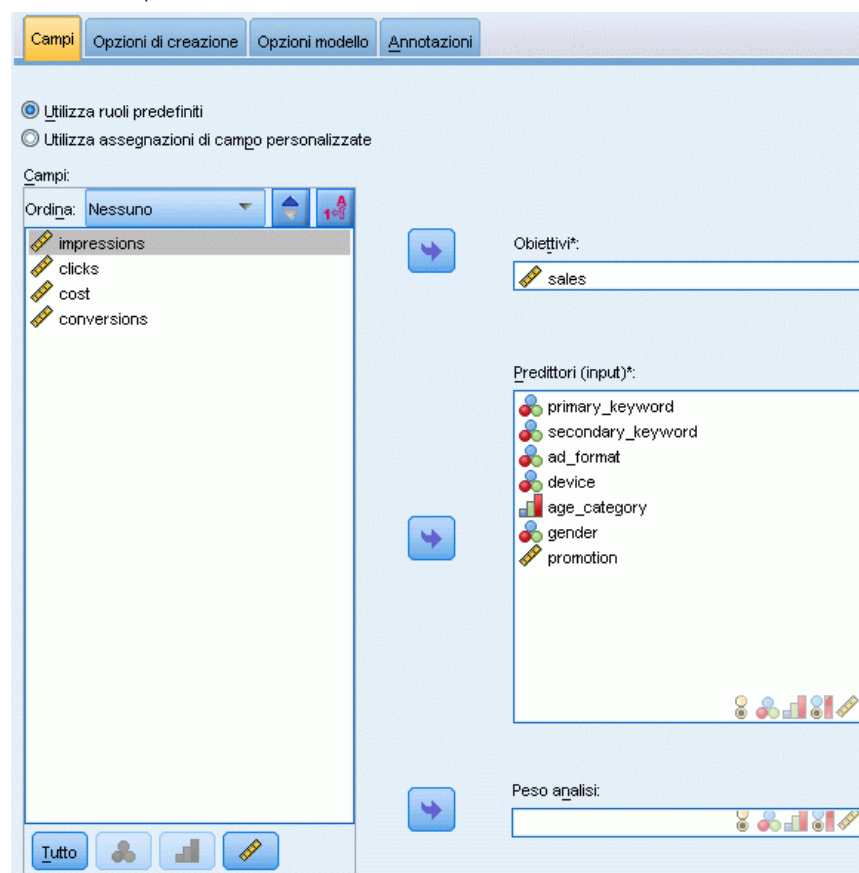 Campi Opzioni di creazione Opzioni modello Annotazioni
Utilizza ruoli predefiniti
Utilizza assegnazioni di campo personalizzate
Campi:
Ordina: Nessuno
impressions
clicks
cost
conversions
Tutto
Obiettivi*:
sales
Predittori (input)*:
primary_keyword
secondary_keyword
ad_format
device
age_category
gender
promotion
Peso analisi: